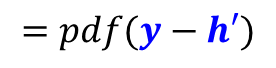 = pdf(y − h′)